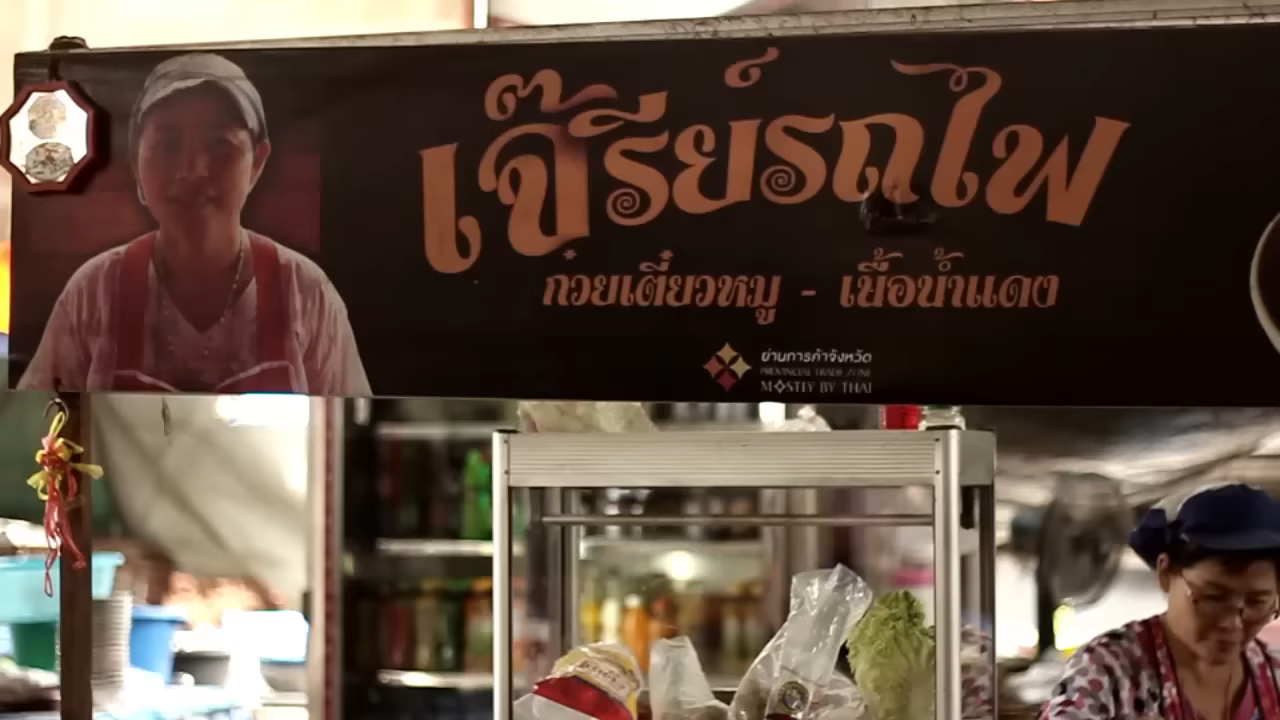 เจ๊รีย์รถไฟ
ก๋วยเตี๋ยวหมู - เนื้อน้ำแดง
ย่านการค้าจังหวัด
PROVINCIAL TRADE ZONE
MOSTLY BY THAI